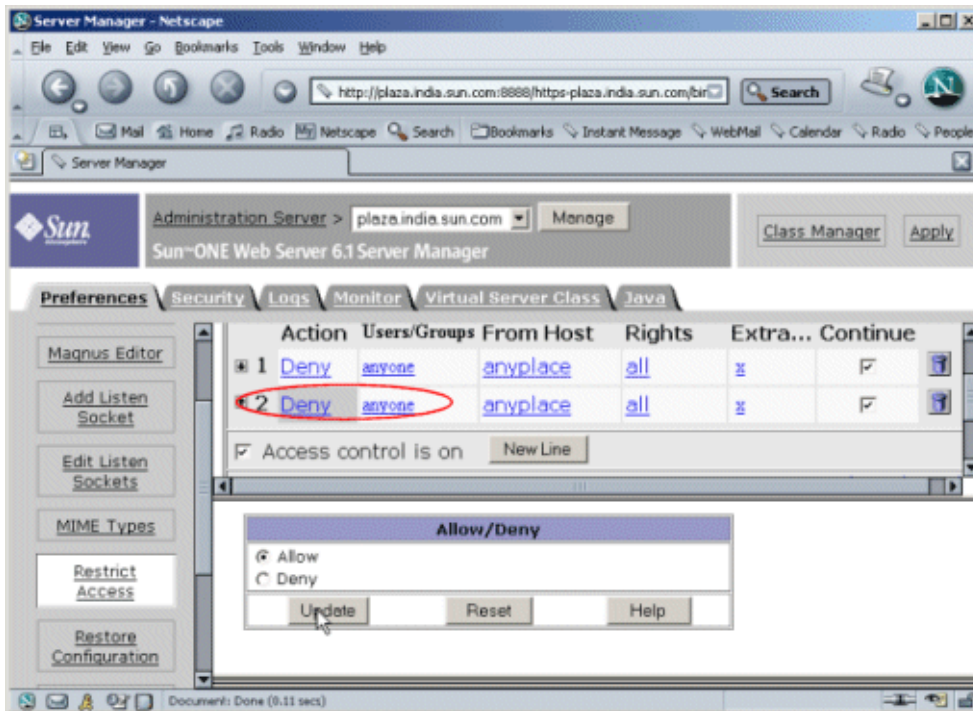 Server Manager - Netscape
File Edit View Go Bookmarks Tools Window Help
http://plaza.india.sun.com:8888/https-plaza.india.sun.com/bin Search
Mail Home Radio My Netscape Search Bookmarks Instant Message WebMail Calendar Radio People
Server Manager
Sun Administration Server > plaza.india.sun.com Manage Class Manager Apply
Sun ONE Web Server 6.1 Server Manager
Preferences Security Logs Monitor Virtual Server Class Java
Magnus Editor
Add Listen Socket
Edit Listen Sockets
MIME Types
Restrict Access
Restore Configuration
Action Users/Groups From Host Rights Extra... Continue
1 Deny anyone anyplace all x
2 Deny anyone anyplace all x
Access control is on New Line
Allow/Deny
Allow
Deny
Update Reset Help
Document: Done (0.11 secs)